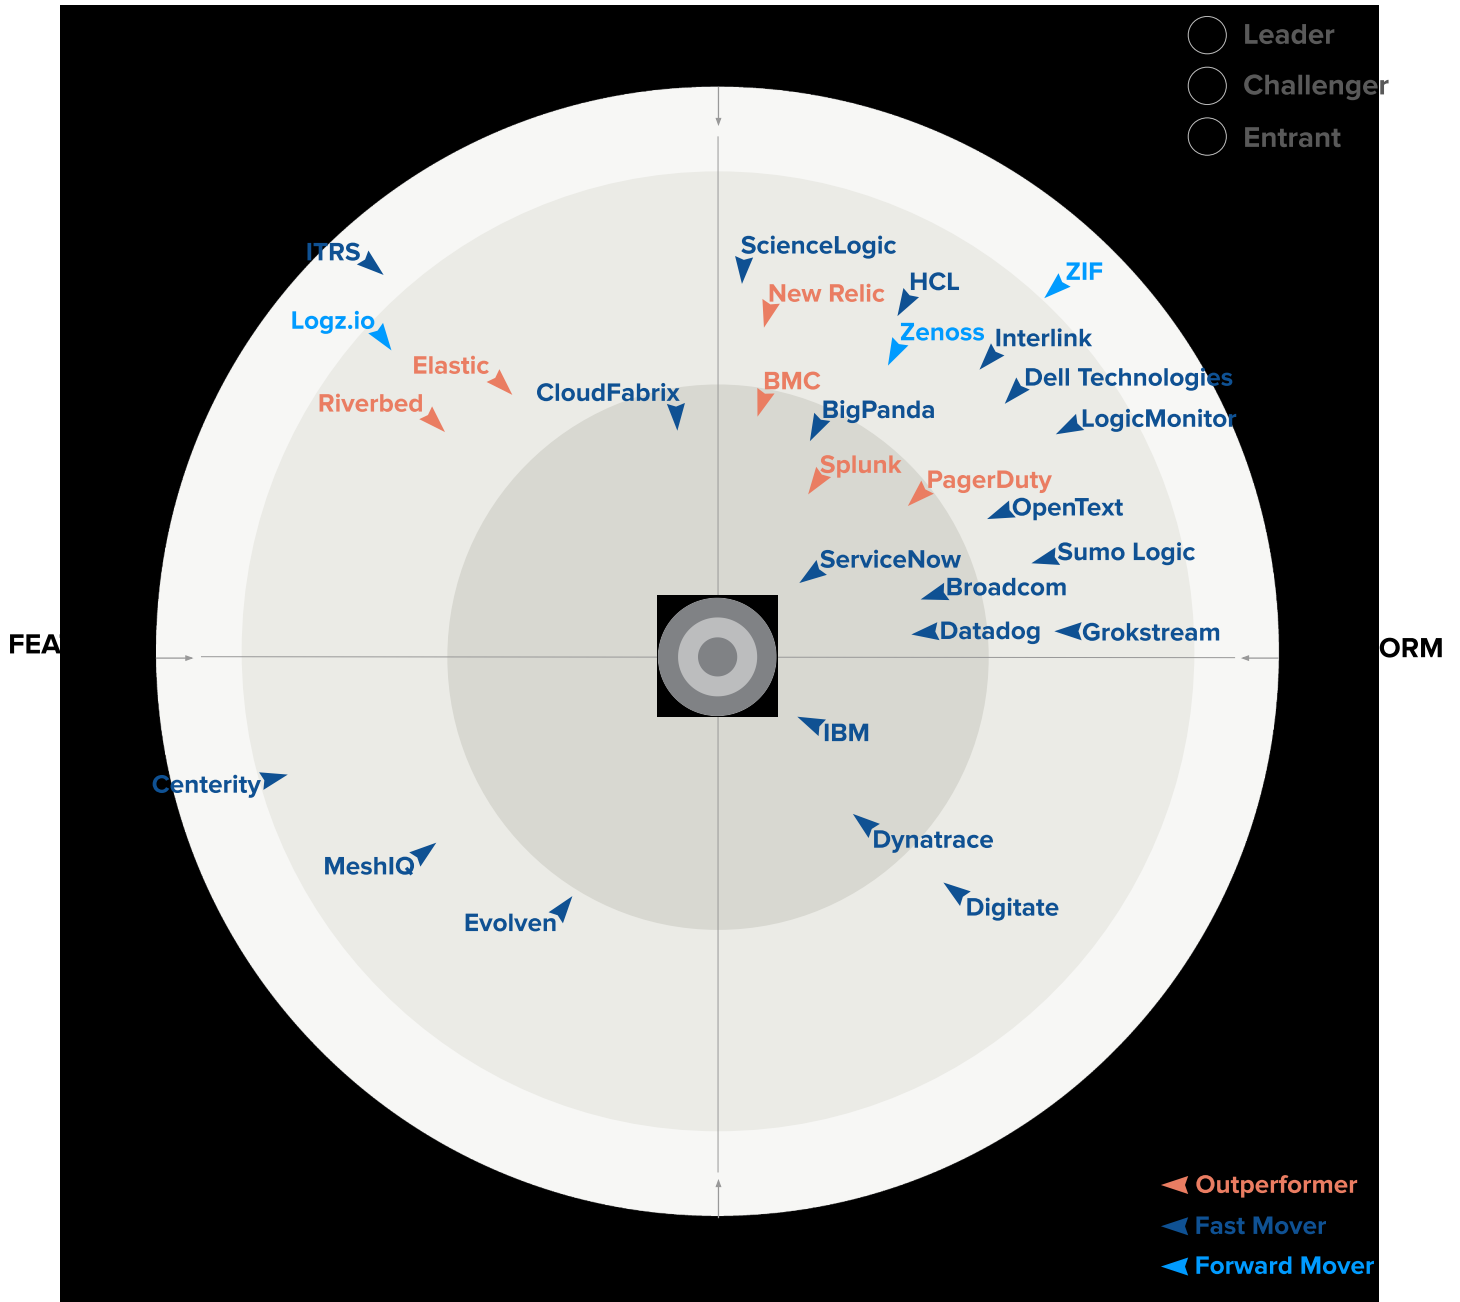 Leader
Challenger
Entrant
ITRS
ScienceLogic
ZIF
HCL
New Relic
Logz.io
Zenoss
Interlink
Elastic
Dell Technologies
BMC
CloudFabrix
Riverbed
BigPanda
LogicMonitor
Splunk
PagerDuty
OpenText
Sumo Logic
ServiceNow
Broadcom
Datadog
Grokstream
FEA
ORM
IBM
Centerity
Dynatrace
MeshIQ
Digitate
Evolven
Outperformer
Fast Mover
Forward Mover